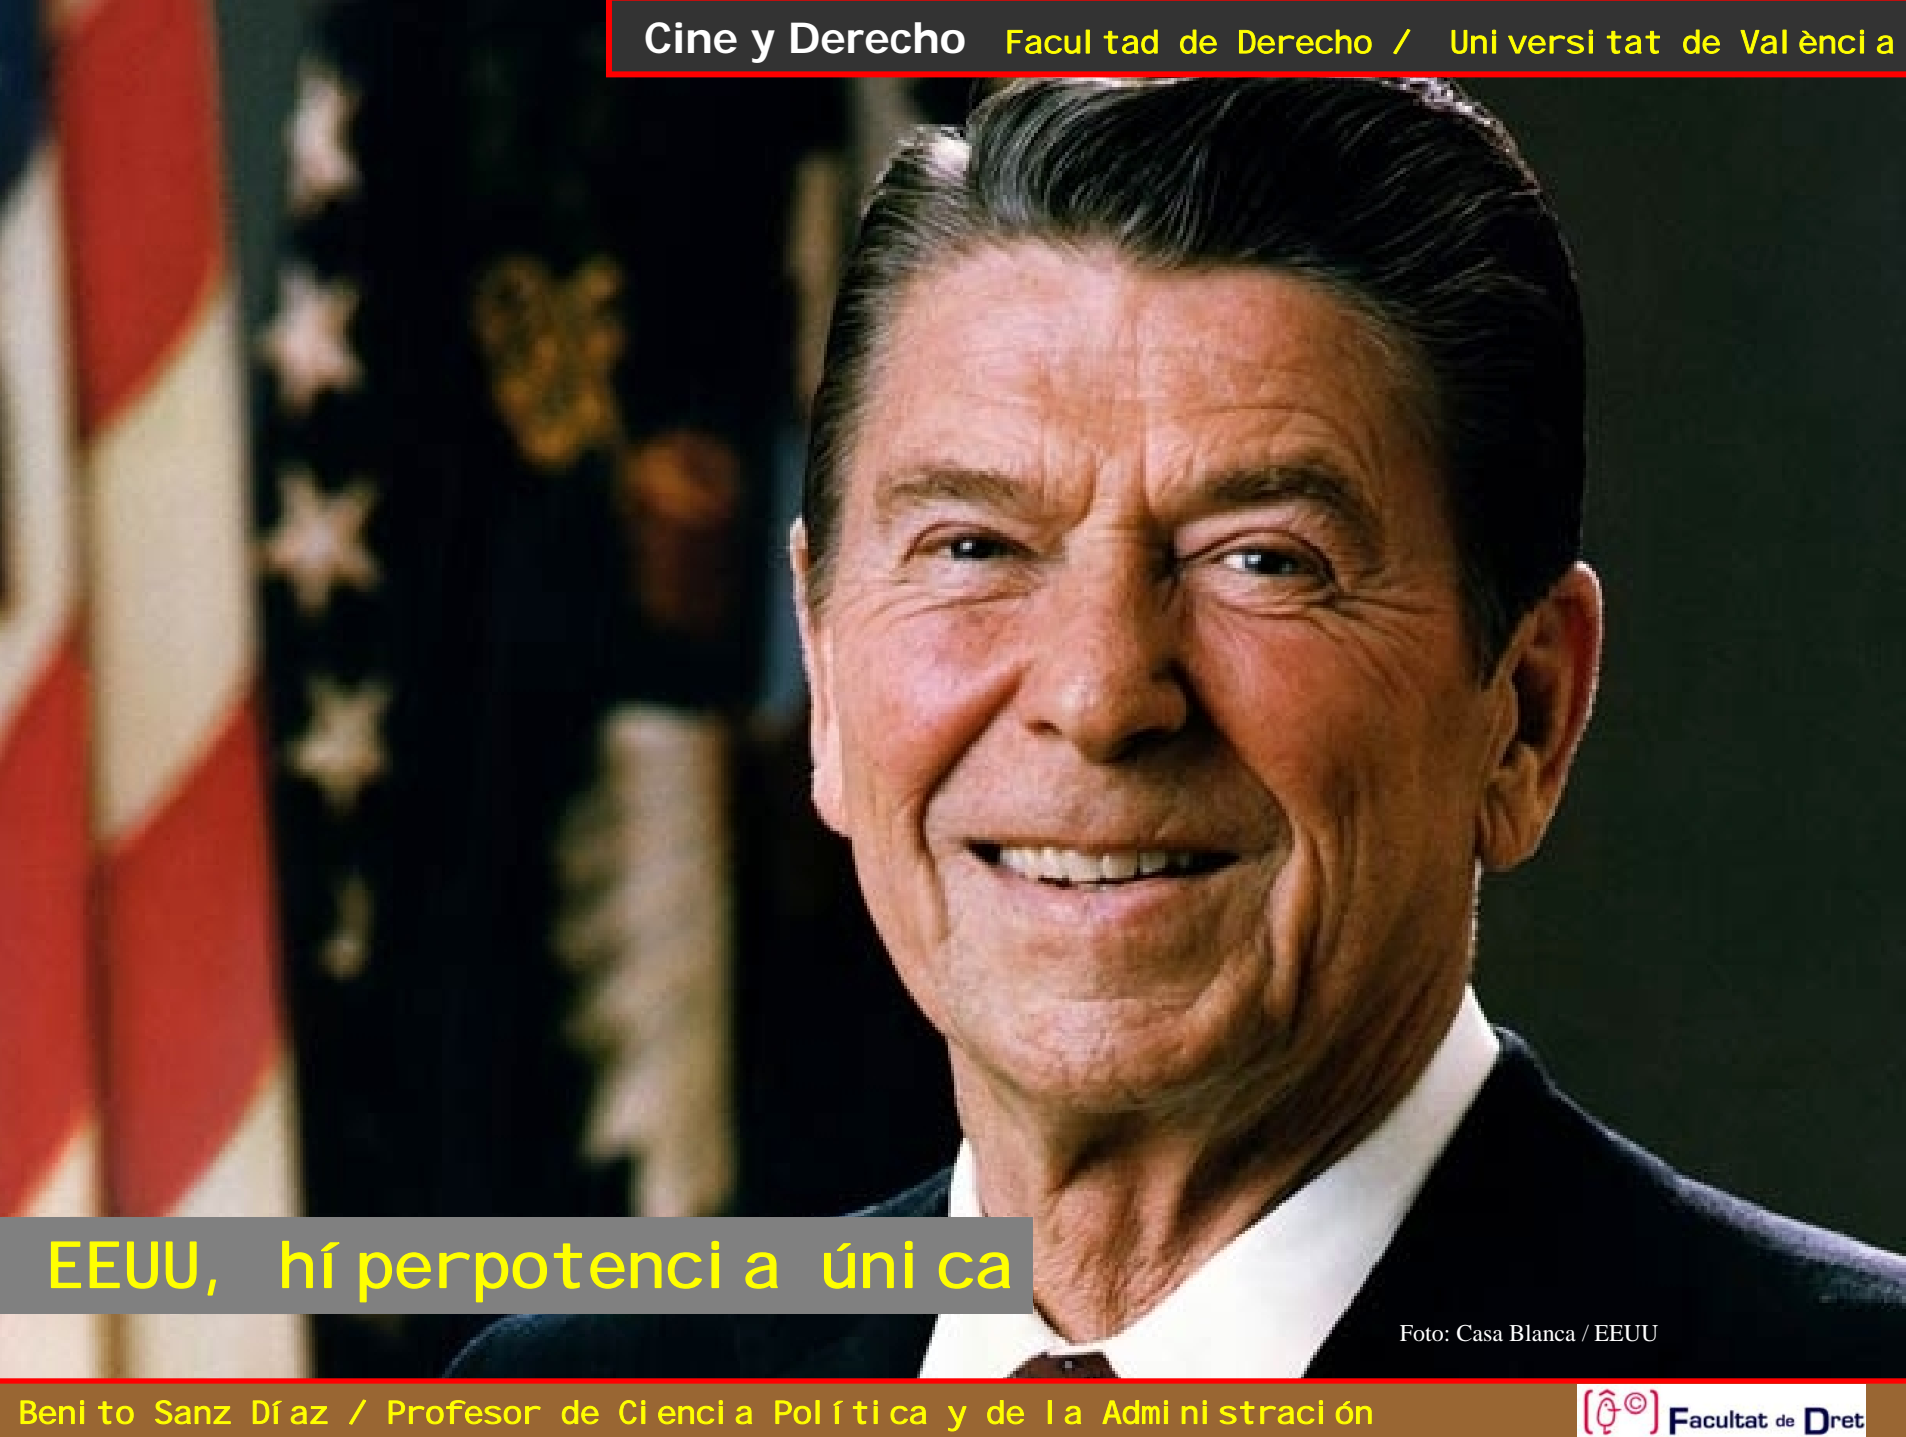 Cine y Derecho Facultad de Derecho / Universitat de València
EEUU, híperpotencia única
Foto: Casa Blanca / EEUU
Benito Sanz Díaz / Profesor de Ciencia Política y de la Administración
Facultat de Dret